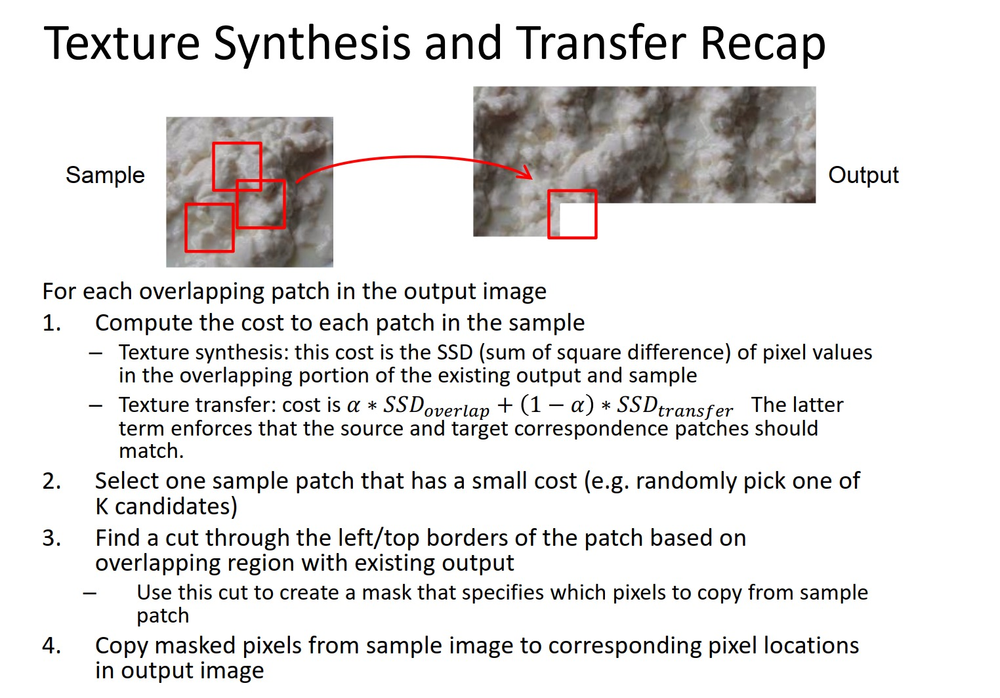 Texture Synthesis and Transfer Recap
Sample
Output
For each overlapping patch in the output image
1. Compute the cost to each patch in the sample
– Texture synthesis: this cost is the SSD (sum of square difference) of pixel values
in the overlapping portion of the existing output and sample
– Texture transfer: cost is α ∗ SSD_overlap + (1 − α) ∗ SSD_transfer The latter
term enforces that the source and target correspondence patches should
match.
2. Select one sample patch that has a small cost (e.g. randomly pick one of
K candidates)
3. Find a cut through the left/top borders of the patch based on
overlapping region with existing output
– Use this cut to create a mask that specifies which pixels to copy from sample
patch
4. Copy masked pixels from sample image to corresponding pixel locations
in output image